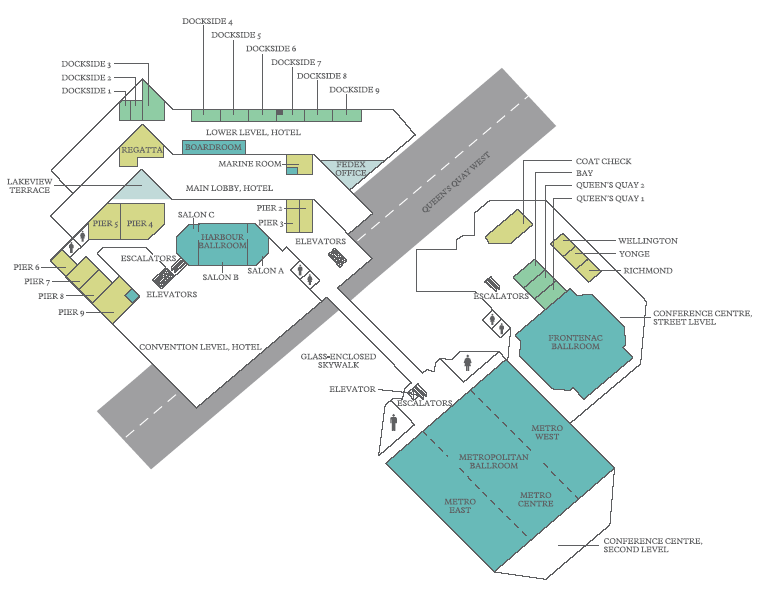 DOCKSIDE 4
DOCKSIDE 5
DOCKSIDE 6
DOCKSIDE 7
DOCKSIDE 8
DOCKSIDE 9
DOCKSIDE 3
DOCKSIDE 2
DOCKSIDE 1
LOWER LEVEL, HOTEL
REGATTA
BOARDROOM
MARINE ROOM
FEDEX
OFFICE
LAKEVIEW
TERRACE
MAIN LOBBY, HOTEL
QUEEN'S QUAY WEST
COAT CHECK
BAY
QUEEN'S QUAY 2
QUEEN'S QUAY 1
WELLINGTON
YONGE
RICHMOND
PIER 5
PIER 4
SALON C
PIER 2
PIER 3
HARBOUR
BALLROOM
ELEVATORS
ESCALATORS
SALON B
SALON A
ELEVATORS
PIER 6
PIER 7
PIER 8
PIER 9
ESCALATORS
CONFERENCE CENTRE,
STREET LEVEL
FRONTENAC
BALLROOM
CONVENTION LEVEL, HOTEL
GLASS-ENCLOSED
SKYWALK
ELEVATOR
ESCALATORS
METRO
WEST
METROPOLITAN
BALLROOM
METRO
CENTRE
METRO
EAST
CONFERENCE CENTRE,
SECOND LEVEL